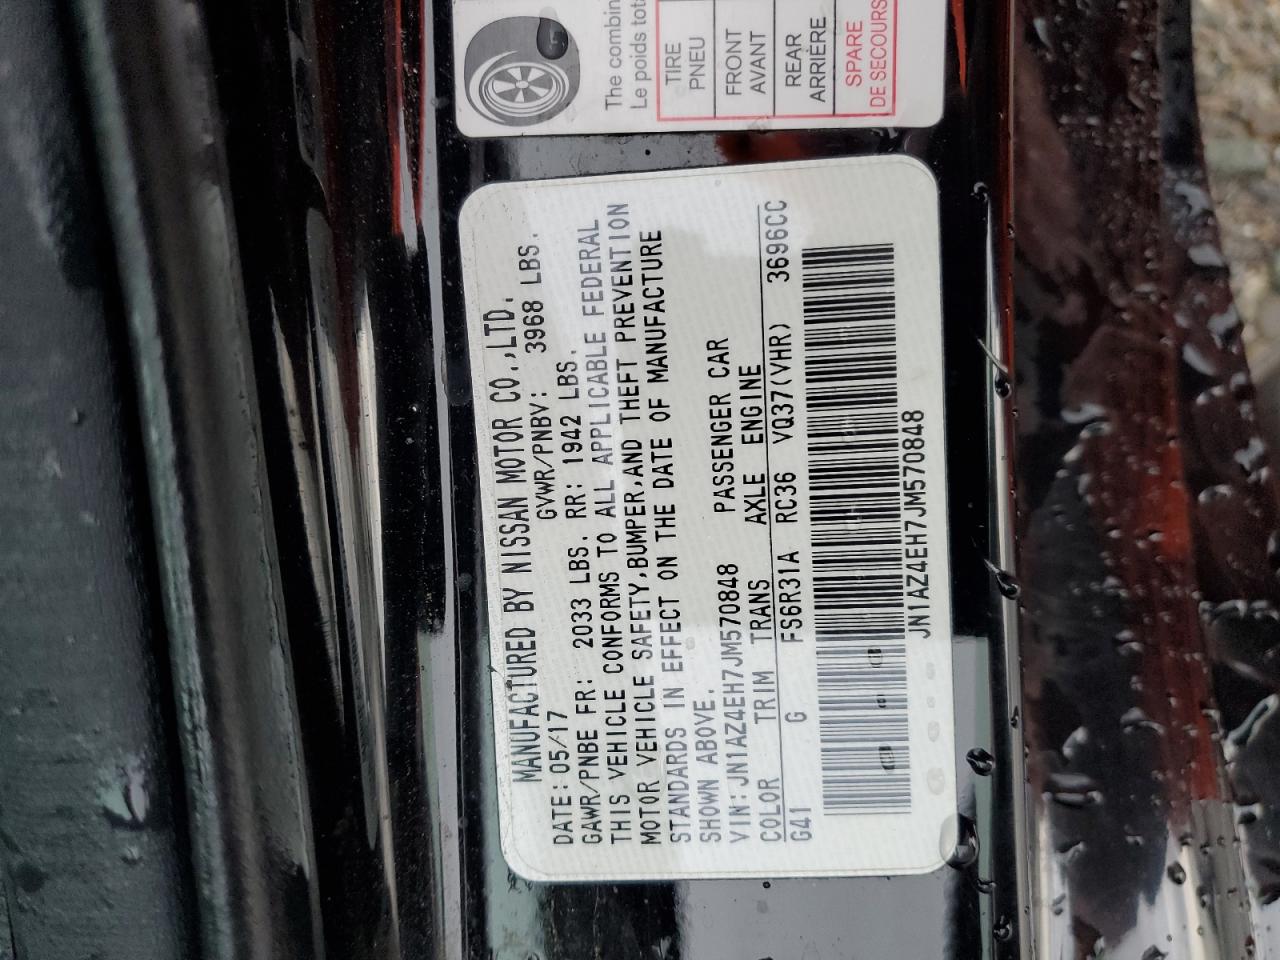 The combin
Le poids tot
TIRE
PNEU
FRONT
AVANT
REAR
ARRIÈRE
SPARE
DE SECOURS
MANUFACTURED BY NISSAN MOTOR CO.,LTD.
DATE: 05/17 GVWR/PNBV: 3968 LBS.
GAWR/PNBE FR: 2033 LBS. RR: 1942 LBS.
THIS VEHICLE CONFORMS TO ALL APPLICABLE FEDERAL
MOTOR VEHICLE SAFETY,BUMPER,AND THEFT PREVENTION
STANDARDS IN EFFECT ON THE DATE OF MANUFACTURE
SHOWN ABOVE.
VIN:JN1AZ4EH7JM570848 PASSENGER CAR
COLOR TRIM TRANS AXLE ENGINE
G41 G FS6R31A RC36 VQ37(VHR) 3696CC
JN1AZ4EH7JM570848